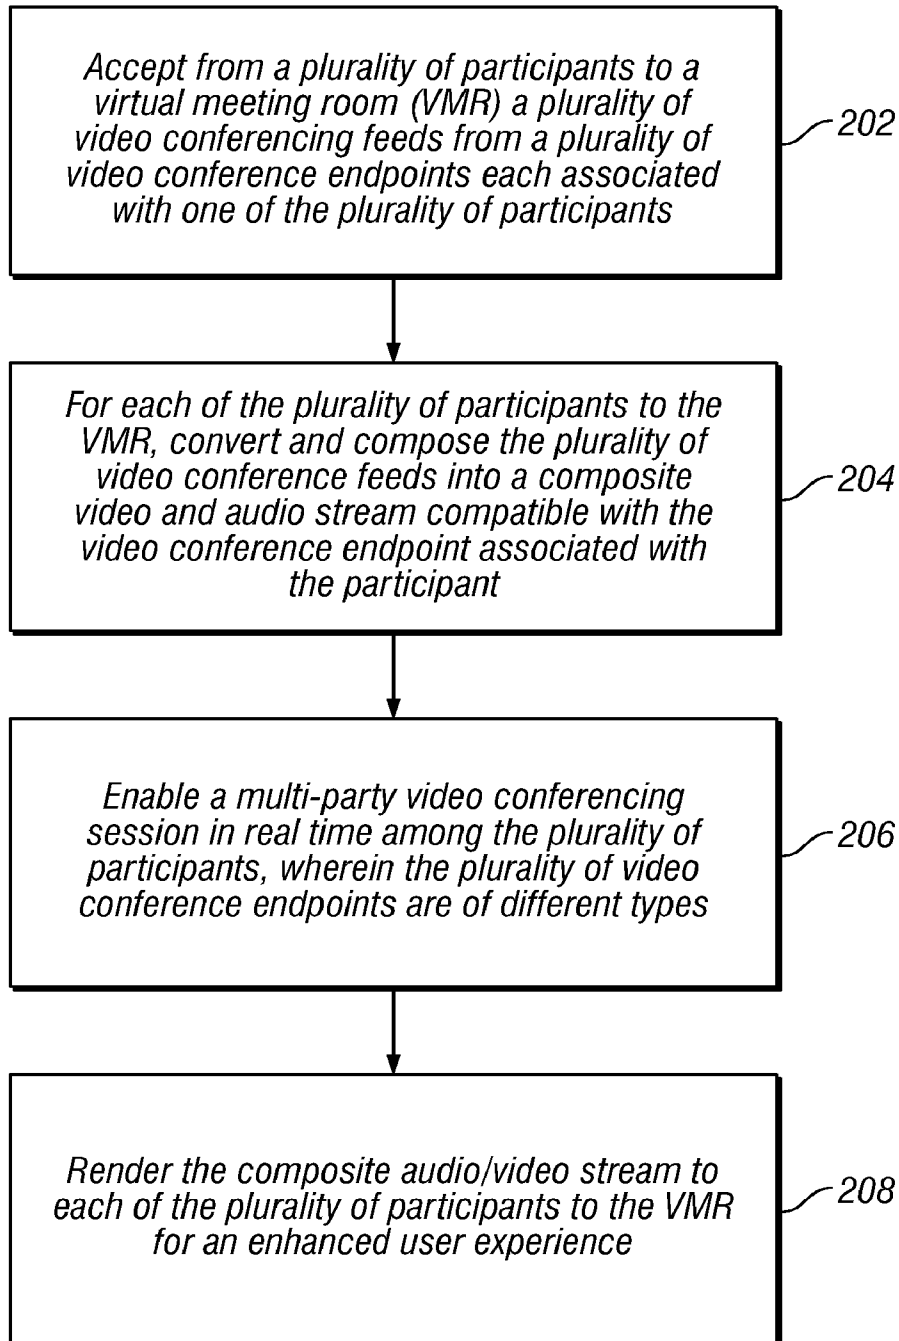 Accept from a plurality of participants to a
virtual meeting room (VMR) a plurality of
video conferencing feeds from a plurality of
video conference endpoints each associated
with one of the plurality of participants
202
For each of the plurality of participants to the
VMR, convert and compose the plurality of
video conference feeds into a composite
video and audio stream compatible with the
video conference endpoint associated with
the participant
204
Enable a multi-party video conferencing
session in real time among the plurality of
participants, wherein the plurality of video
conference endpoints are of different types
206
Render the composite audio/video stream to
each of the plurality of participants to the VMR
for an enhanced user experience
208